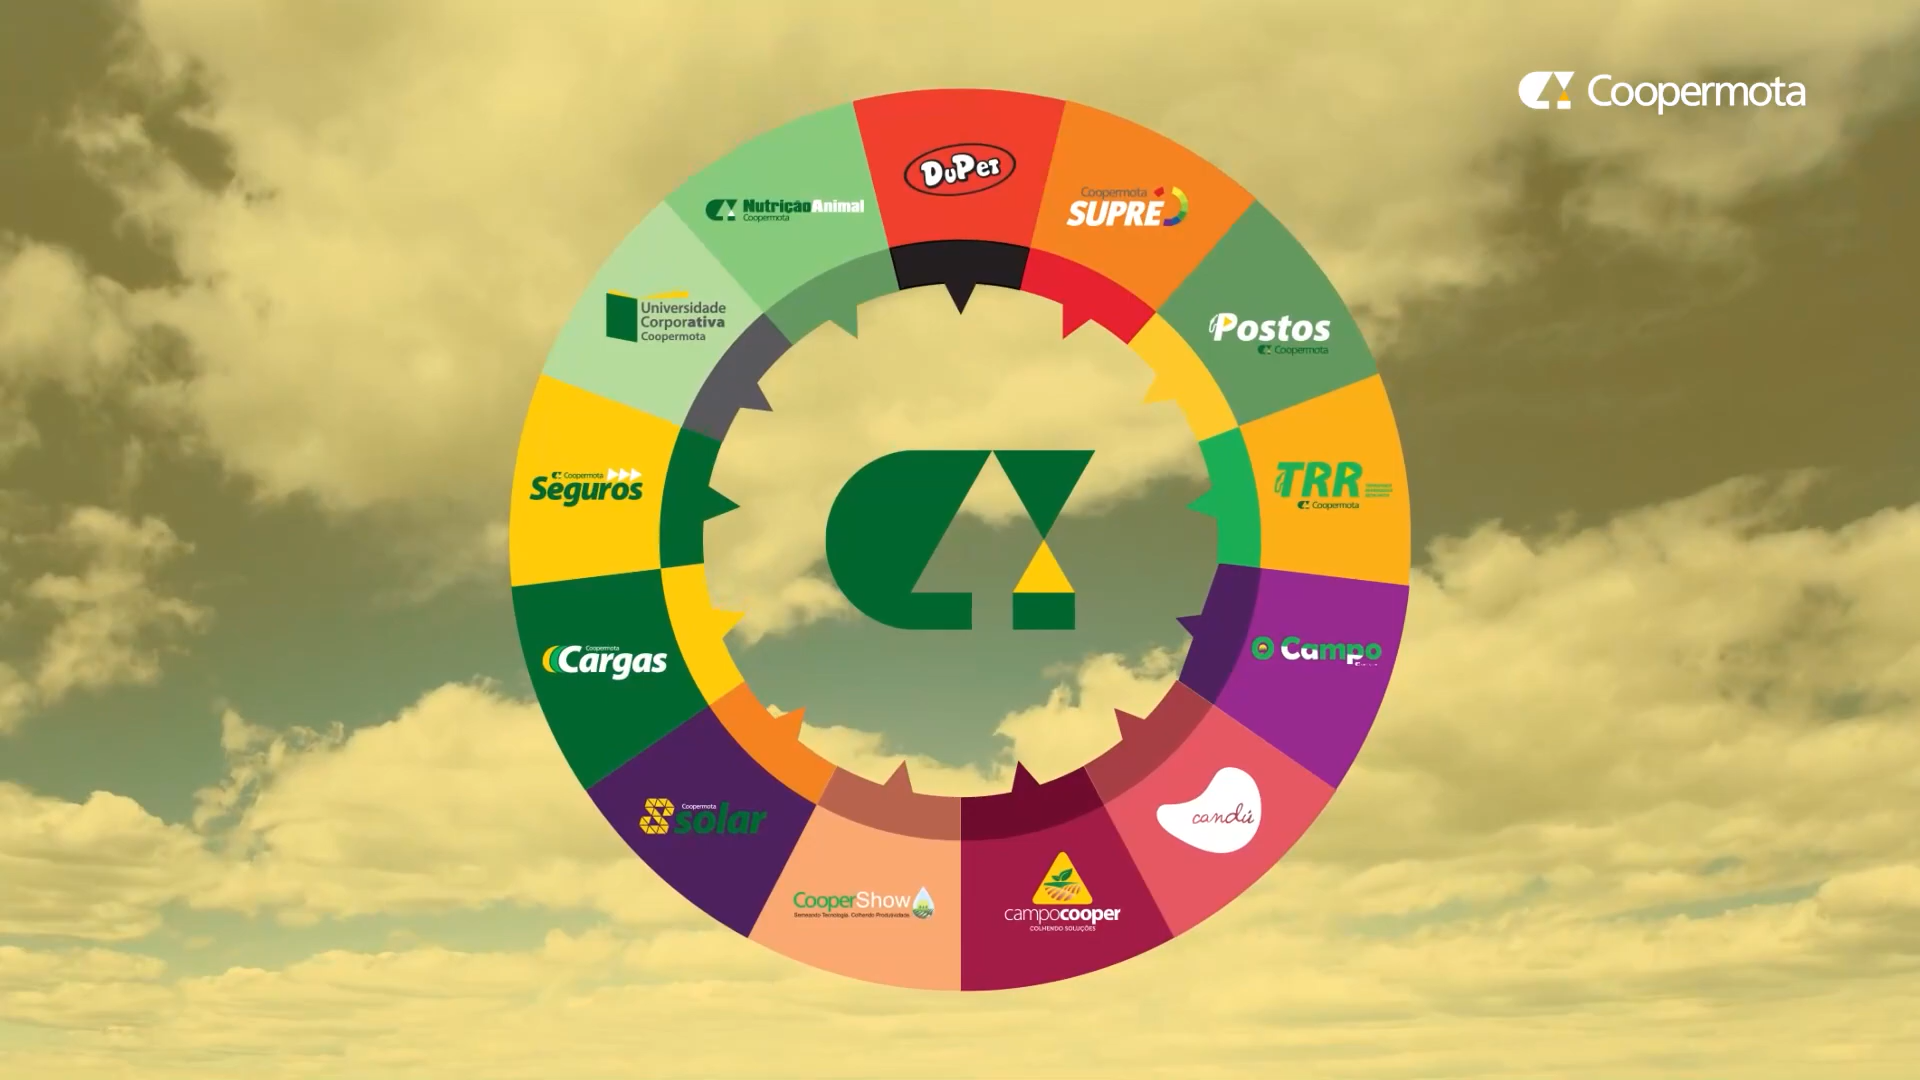 Coopermota
DuPet
Coopermota
SUPRE
Postos
Coopermota
TRR
Coopermota
O Campo
candú
campocooper
COLHENDO SOLUÇÕES
CooperShow
Semeando Tecnologia. Colhendo Produtividade.
Coopermota
solar
Coopermota
Cargas
Coopermota
Seguros
Universidade
Corporativa
Coopermota
NutriçãoAnimal
Coopermota